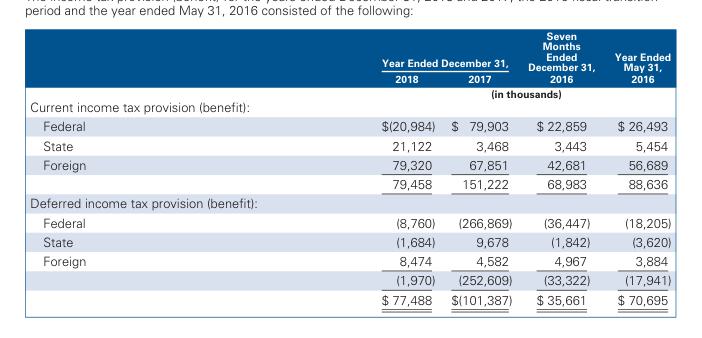 period and the year ended May 31, 2016 consisted of the following:
Seven
Months
Ended
Year Ended
Year Ended December 31,
December 31,
May 31,
2018 2017 2016 2016
(in thousands)
Current income tax provision (benefit):
Federal $(20,984) $ 79,903 $ 22,859 $ 26,493
State 21,122 3,468 3,443 5,454
Foreign 79,320 67,851 42,681 56,689
79,458 151,222 68,983 88,636
Deferred income tax provision (benefit):
Federal (8,760) (266,869) (36,447) (18,205)
State (1,684) 9,678 (1,842) (3,620)
Foreign 8,474 4,582 4,967 3,884
(1,970) (252,609) (33,322) (17,941)
$ 77,488 $(101,387) $ 35,661 $ 70,695